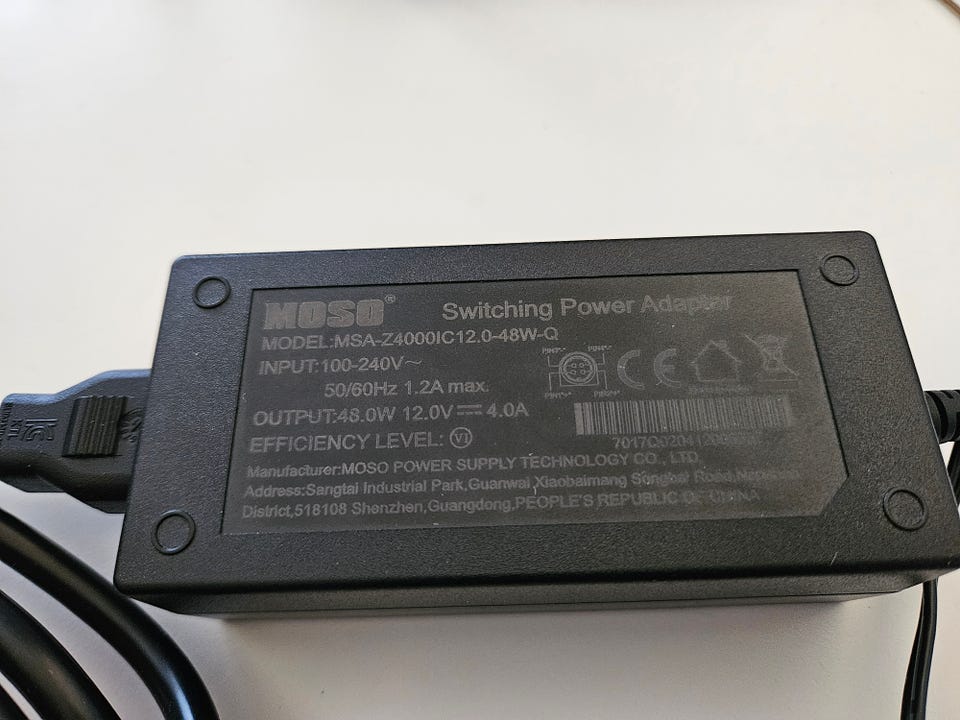 MOSO® Switching Power Adapter
MODEL:MSA-Z4000IC12.0-48W-Q
INPUT:100-240V~
50/60Hz 1.2A max.
OUTPUT:48.0W 12.0V ⎓ 4.0A
EFFICIENCY LEVEL: VI
CE
Manufacturer:MOSO POWER SUPPLY TECHNOLOGY CO., LTD.
Address:Sangtai Industrial Park,Guanwai Xiaobaimang Songbai Road,
District,518108 Shenzhen,Guangdong,PEOPLE'S REPUBLIC OF CHINA
KTL